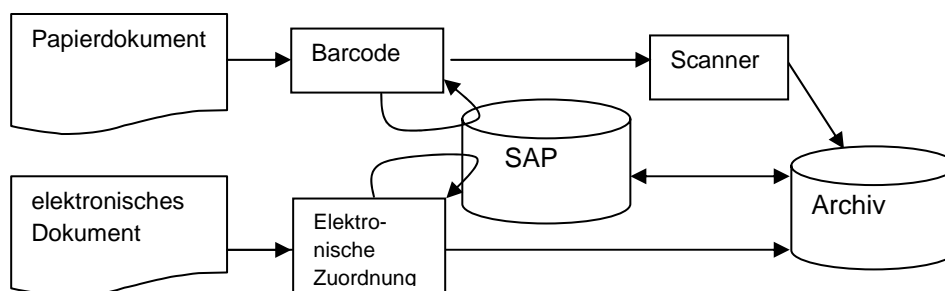 Papierdokument
Barcode
Scanner
SAP
elektronisches
Dokument
Elektro-
nische
Zuordnung
Archiv